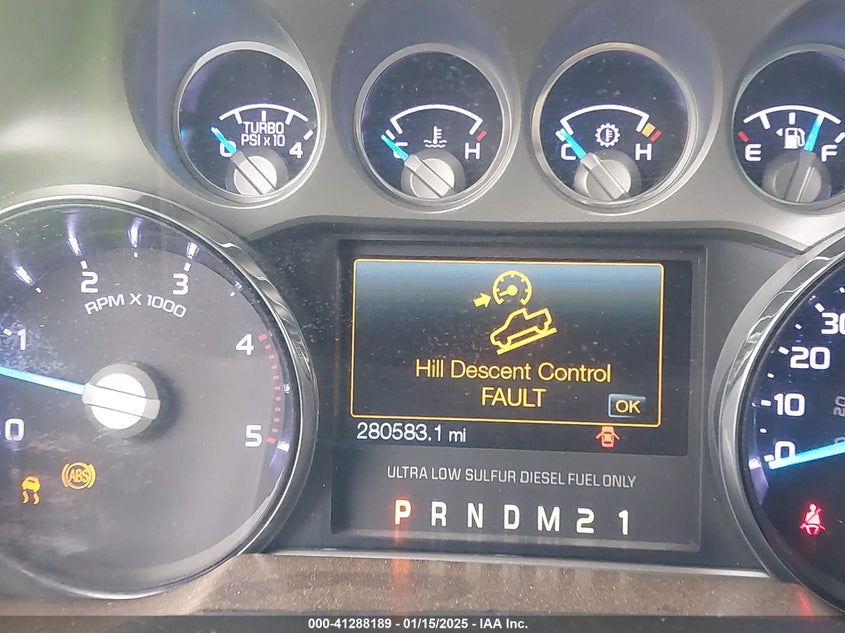 TURBO
PSI x 10
0 4
C H
C H
E F
0 1 2 3 4 5
RPM X 1000
Hill Descent Control
FAULT
OK
280583.1 mi
ULTRA LOW SULFUR DIESEL FUEL ONLY
P R N D M 2 1
ABS
30
20
10
0
20
0
000-41288189 - 01/15/2025 - IAA Inc.